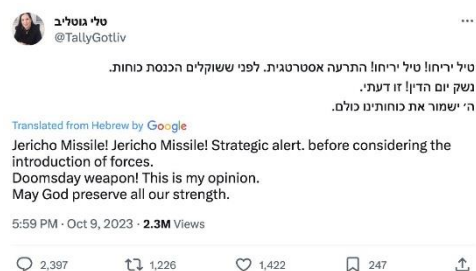 טלי גוטליב
@TallyGotliv
טיל יריחו! טיל יריחו! התרעה אסטרטגית. לפני ששוקלים הכנסת כוחות.
נשק יום הדין! זו דעתי.
ה׳ ישמור את כוחותינו כולם.
Translated from Hebrew by Google
Jericho Missile! Jericho Missile! Strategic alert. before considering the
introduction of forces.
Doomsday weapon! This is my opinion.
May God preserve all our strength.
5:59 PM · Oct 9, 2023 · 2.3M Views
2,397 1,226 1,422 247